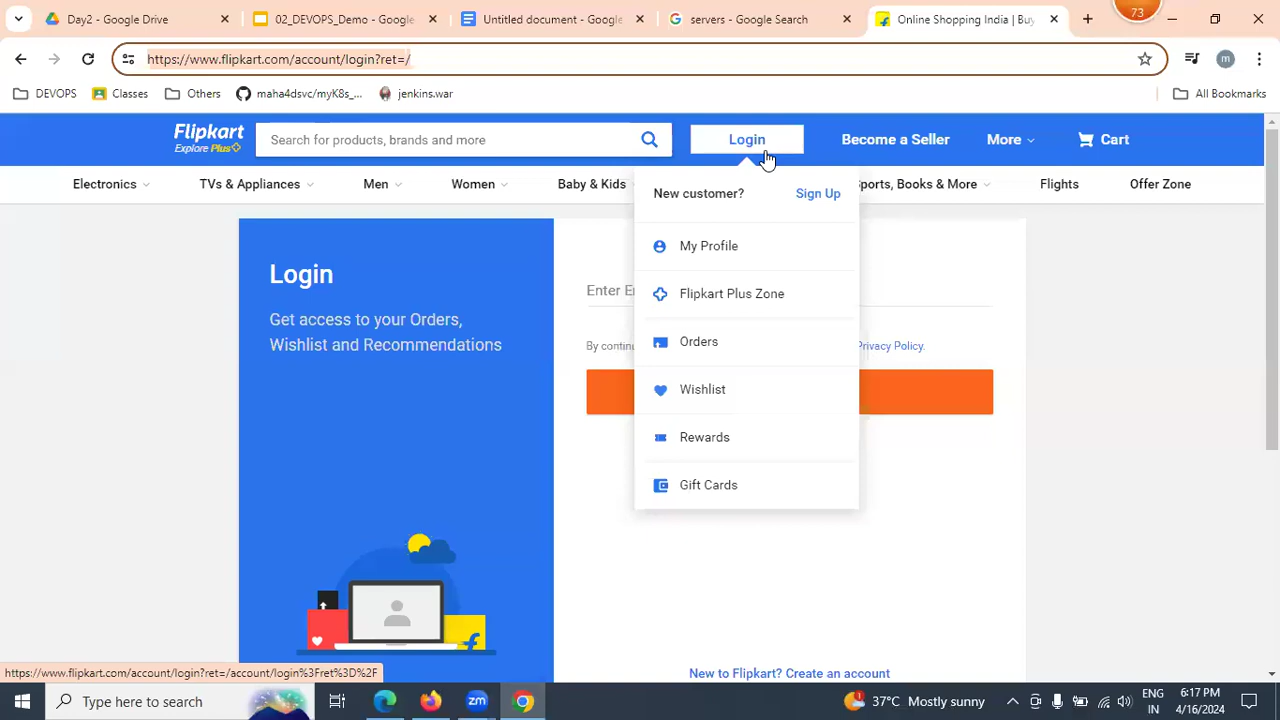 Day2 - Google Drive
02_DEVOPS_Demo - Google
Untitled document - Google
servers - Google Search
Online Shopping India | Buy
73
https://www.flipkart.com/account/login?ret=/
m
DEVOPS
Classes
Others
maha4dsvc/myK8s_...
jenkins.war
All Bookmarks
Flipkart
Explore Plus
Search for products, brands and more
Login
Become a Seller
More
Cart
Electronics
TVs & Appliances
Men
Women
Baby & Kids
Sports, Books & More
Flights
Offer Zone
New customer?
Sign Up
My Profile
Flipkart Plus Zone
Orders
Wishlist
Rewards
Gift Cards
Login
Get access to your Orders,
Wishlist and Recommendations
Enter
By
Privacy Policy.
New to Flipkart? Create an account
https://www.flipkart.com/account/login?ret=/account/login%3Fret%3D%2F
Type here to search
zm
37°C Mostly sunny
ENG
IN
6:17 PM
4/16/2024